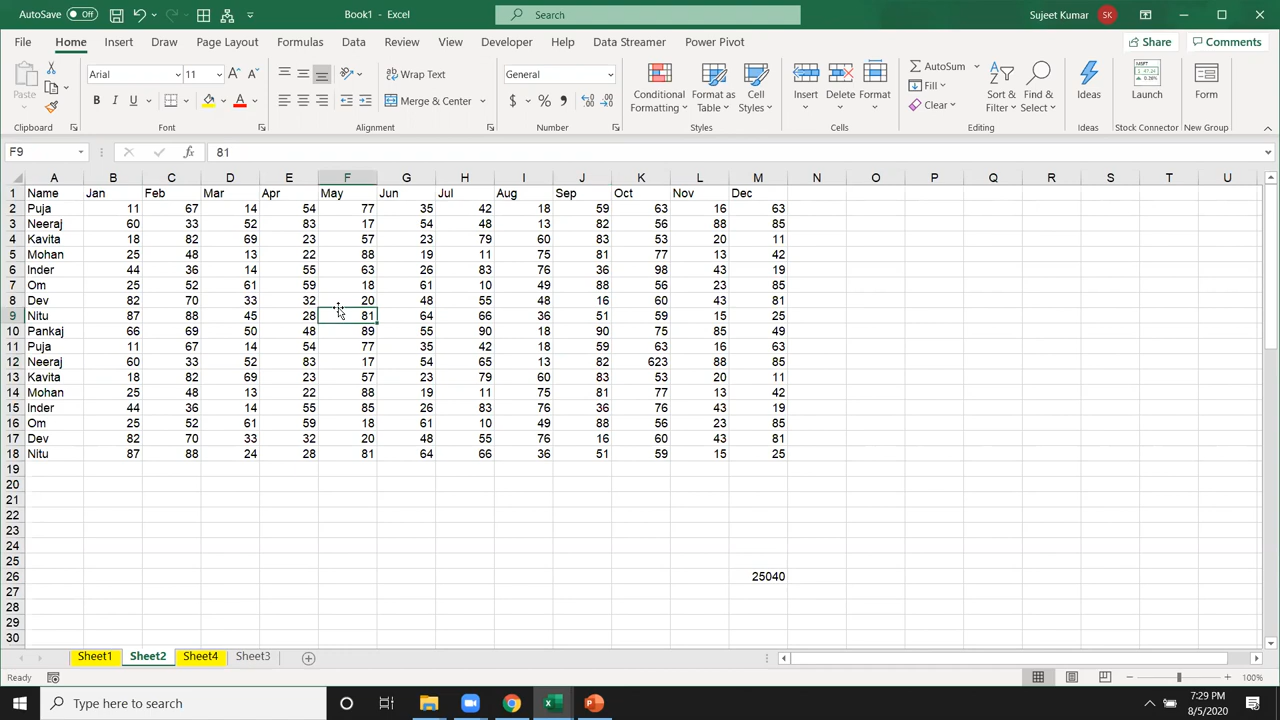 AutoSave Off Book1 - Excel Search Sujeet Kumar SK
File Home Insert Draw Page Layout Formulas Data Review View Developer Help Data Streamer Power Pivot Share Comments
Paste Arial 11 Wrap Text General Conditional Formatting Format as Table Cell Styles Insert Delete Format AutoSum Sort & Filter Find & Select Ideas Launch Form
B I U Merge & Center $ % Fill
Clear
Clipboard Font Alignment Number Styles Cells Editing Ideas Stock Connector New Group
F9 fx 81
A B C D E F G H I J K L M N O P Q R S T U
1 Name Jan Feb Mar Apr May Jun Jul Aug Sep Oct Nov Dec
2 Puja 11 67 14 54 77 35 42 18 59 63 16 63
3 Neeraj 60 33 52 83 17 54 48 13 82 56 88 85
4 Kavita 18 82 69 23 57 23 79 60 83 53 20 11
5 Mohan 25 48 13 22 88 19 11 75 81 77 13 42
6 Inder 44 36 14 55 63 26 83 76 36 98 43 19
7 Om 25 52 61 59 18 61 10 49 88 56 23 85
8 Dev 82 70 33 32 20 48 55 48 16 60 43 81
9 Nitu 87 88 45 28 81 64 66 36 51 59 15 25
10 Pankaj 66 69 50 48 89 55 90 18 90 75 85 49
11 Puja 11 67 14 54 77 35 42 18 59 63 16 63
12 Neeraj 60 33 52 83 17 54 65 13 82 623 88 85
13 Kavita 18 82 69 23 57 23 79 60 83 53 20 11
14 Mohan 25 48 13 22 88 19 11 75 81 77 13 42
15 Inder 44 36 14 55 85 26 83 76 36 76 43 19
16 Om 25 52 61 59 18 61 10 49 88 56 23 85
17 Dev 82 70 33 32 20 48 55 76 16 60 43 81
18 Nitu 87 88 24 28 81 64 66 36 51 59 15 25
19
20
21
22
23
24
25
26 25040
27
28
29
30
Sheet1 Sheet2 Sheet4 Sheet3
Ready 100%
Type here to search 7:29 PM
8/5/2020